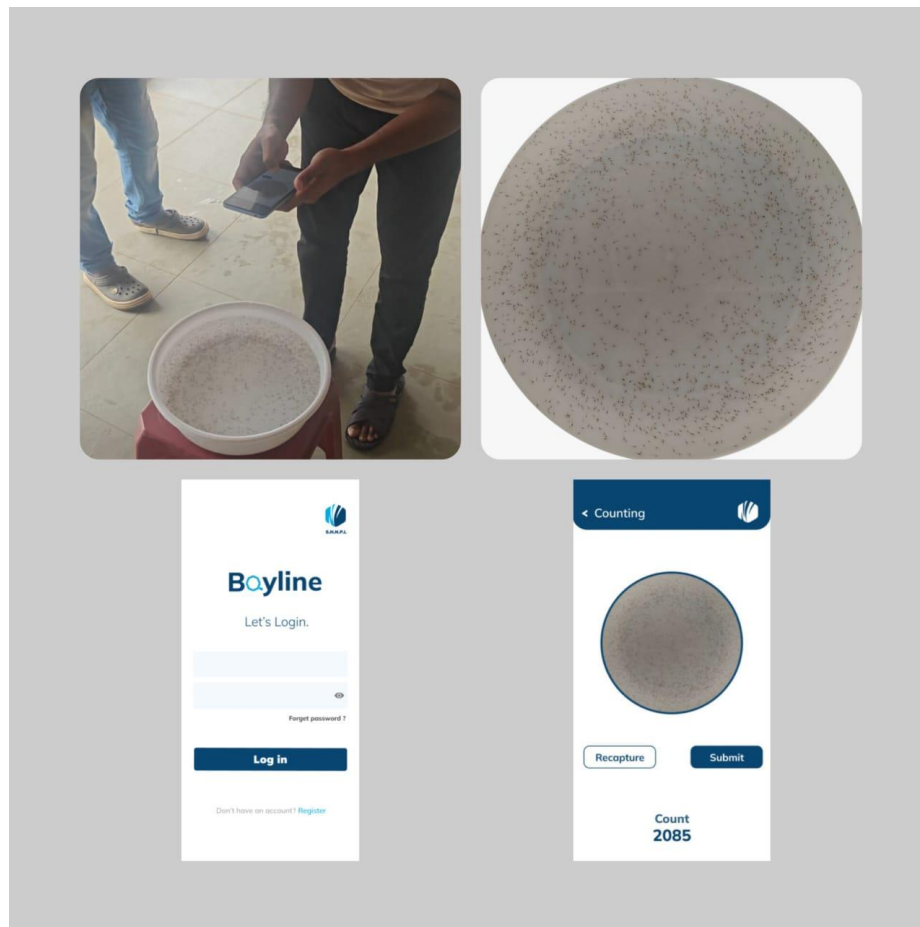 S.H.H.P.L.
Bayline
Let's Login.
Forget password ?
Log in
Don't have an account? Register
< Counting
Recapture
Submit
Count
2085